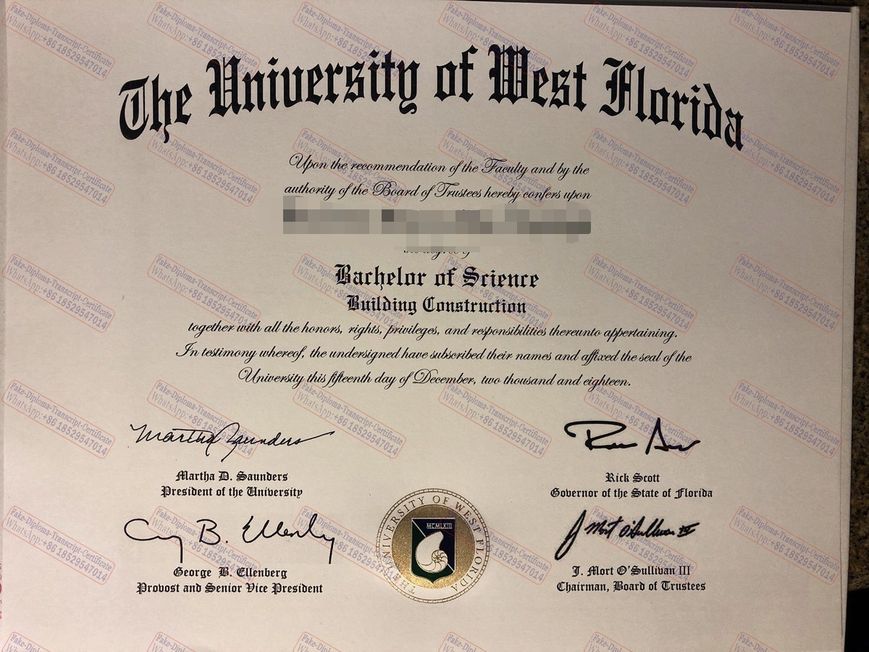 The University of West Florida
Upon the recommendation of the Faculty and by the
authority of the Board of Trustees hereby confers upon
Bachelor of Science
Building Construction
together with all the honors, rights, privileges, and responsibilities thereunto appertaining.
In testimony whereof, the undersigned have subscribed their names and affixed the seal of the
University this fifteenth day of December, two thousand and eighteen.
Martha Saunders
Martha D. Saunders
President of the University
Rick Scott
Governor of the State of Florida
George B. Ellenberg
Provost and Senior Vice President
THE UNIVERSITY OF WEST FLORIDA
MCMLXIII
J. Mort O'Sullivan III
Chairman, Board of Trustees
Fake-Diploma-Transcript-Certificate
WhatsApp:+86 18529547014